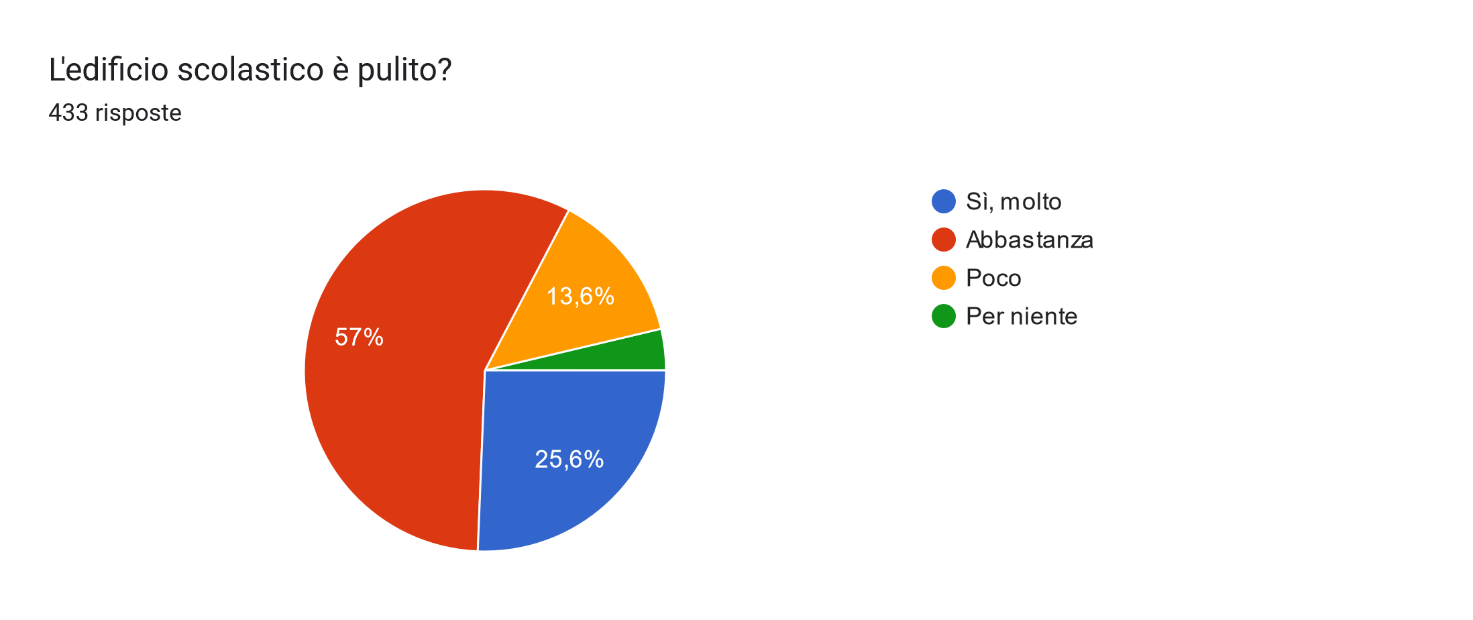 L'edificio scolastico è pulito?
433 risposte
Sì, molto
Abbastanza
Poco
Per niente
13,6%
57%
25,6%